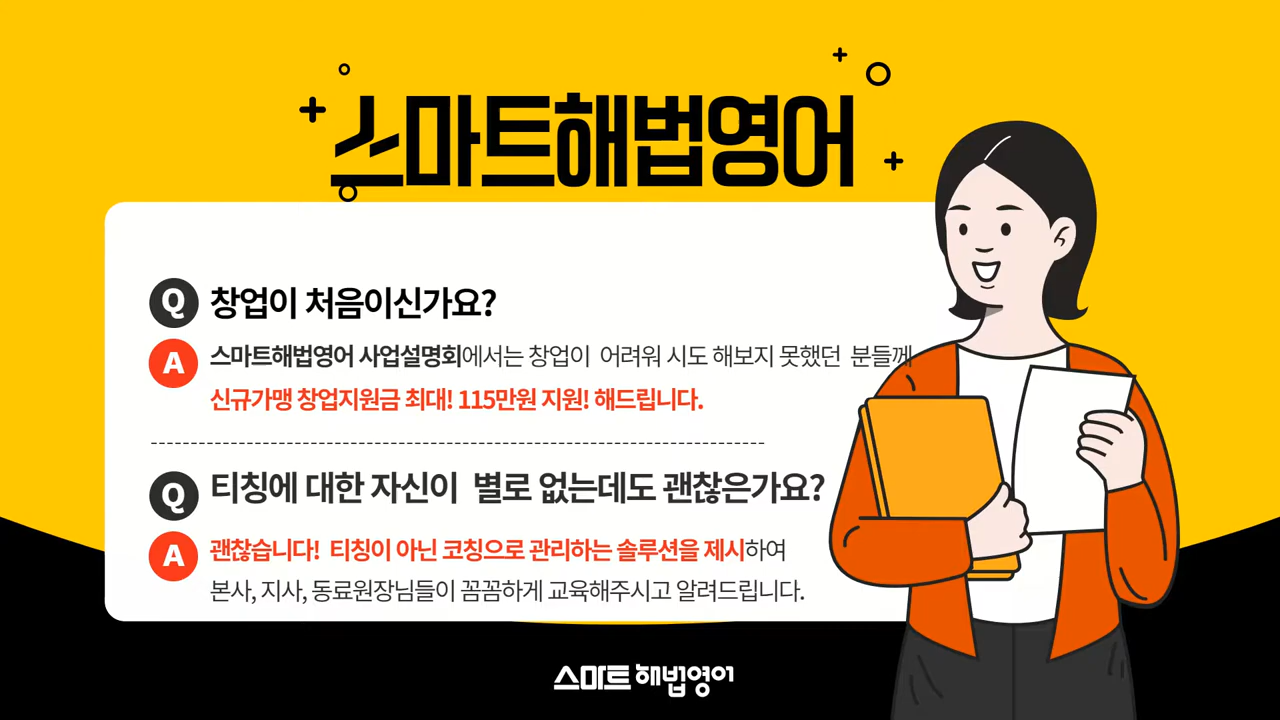 스마트해법영어
Q 창업이 처음이신가요?
A 스마트해법영어 사업설명회에서는 창업이 어려워 시도 해보지 못했던 분들께
신규가맹 창업지원금 최대! 115만원 지원! 해드립니다.
Q 티칭에 대한 자신이 별로 없는데도 괜찮은가요?
A 괜찮습니다! 티칭이 아닌 코칭으로 관리하는 솔루션을 제시하여
본사, 지사, 동료원장님들이 꼼꼼하게 교육해주시고 알려드립니다.
스마트 해법영어